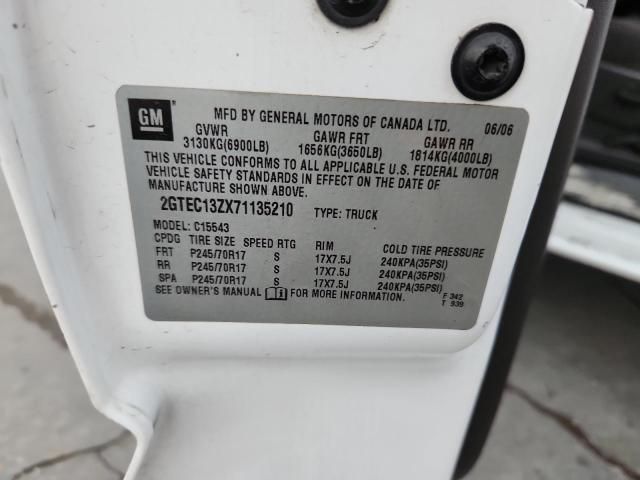 GM
MFD BY GENERAL MOTORS OF CANADA LTD. 06/06
GVWR GAWR FRT GAWR RR
3130KG(6900LB) 1656KG(3650LB) 1814KG(4000LB)
THIS VEHICLE CONFORMS TO ALL APPLICABLE U.S. FEDERAL MOTOR
VEHICLE SAFETY STANDARDS IN EFFECT ON THE DATE OF
MANUFACTURE SHOWN ABOVE.
2GTEC13ZX71135210 TYPE: TRUCK
MODEL: C15543
CPDG TIRE SIZE SPEED RTG RIM COLD TIRE PRESSURE
FRT P245/70R17 S 17X7.5J 240KPA(35PSI)
RR P245/70R17 S 17X7.5J 240KPA(35PSI)
SPA P245/70R17 S 17X7.5J 240KPA(35PSI)
SEE OWNER'S MANUAL FOR MORE INFORMATION F 342
T 939